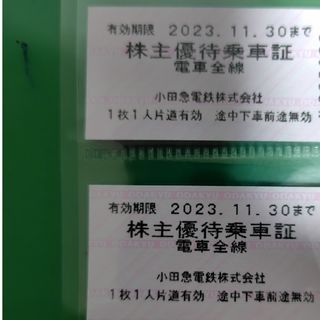 有効期限 2023.11.30まで
株主優待乗車証
電車全線
小田急電鉄株式会社
1枚1人片道有効 途中下車前途無効
ODAKYU
有効期限 2023.11.30まで
株主優待乗車証
電車全線
小田急電鉄株式会社
1枚1人片道有効 途中下車前途無効